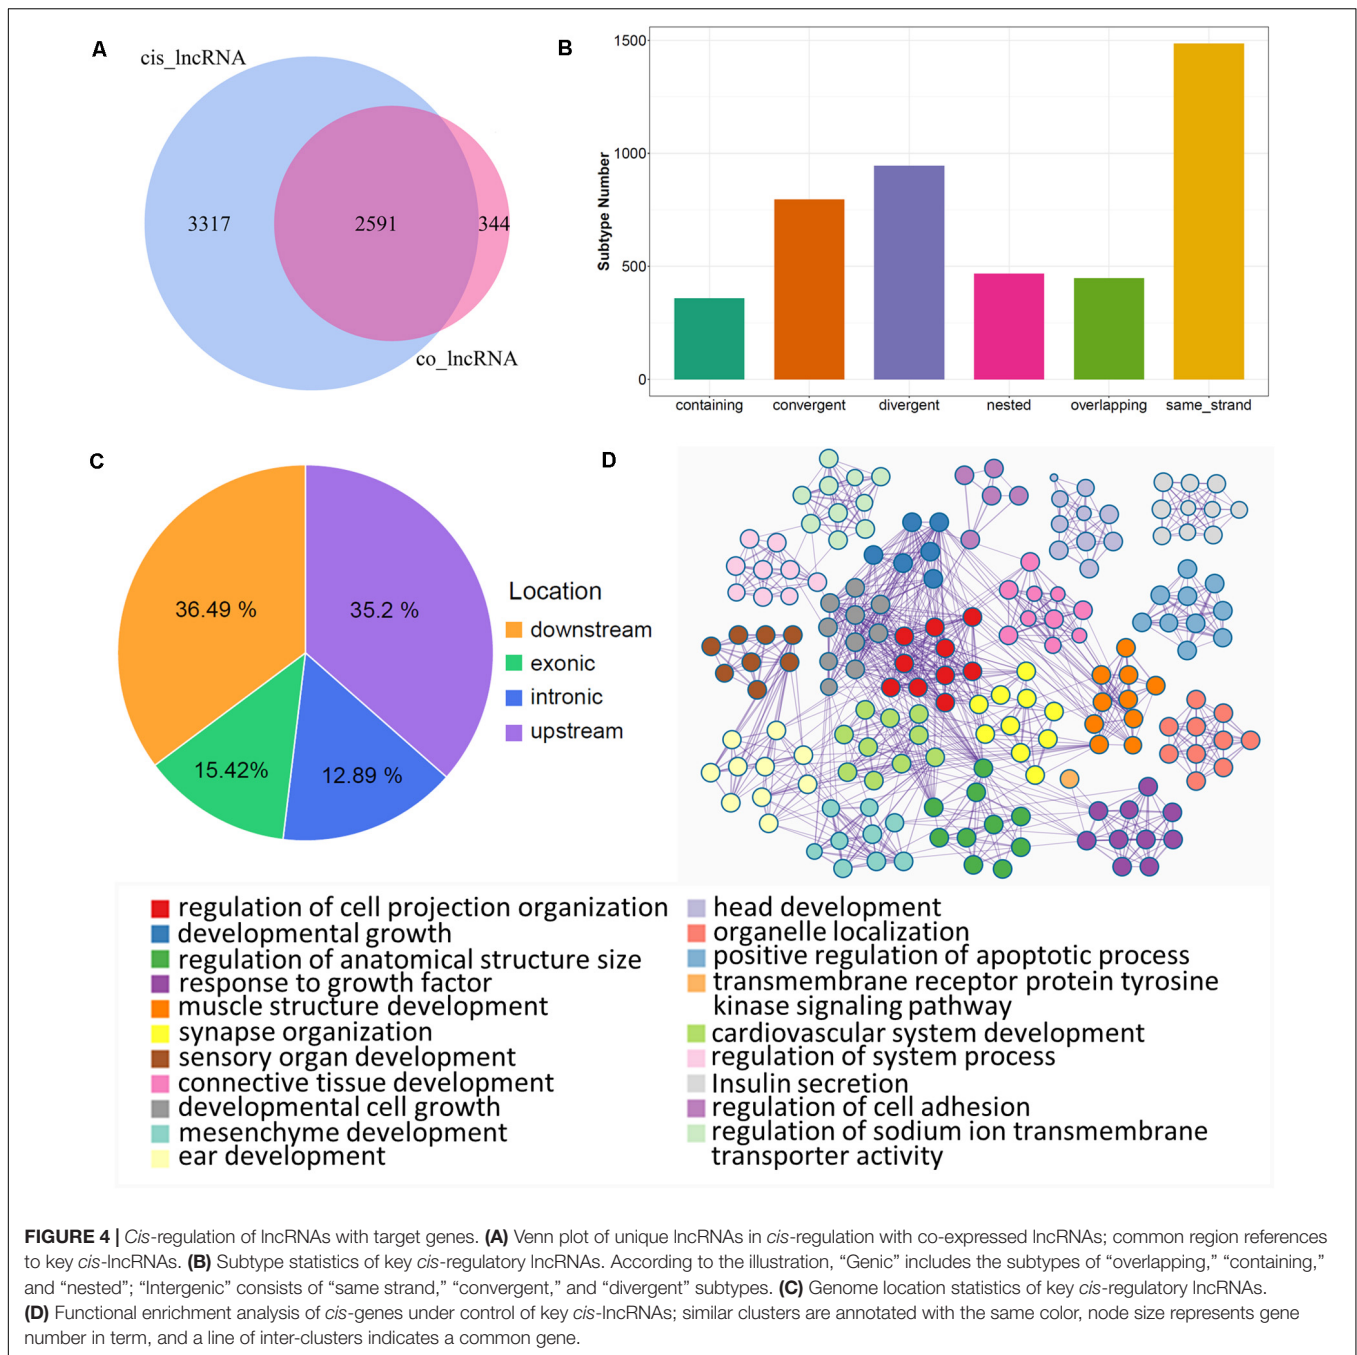 A
cis_lncRNA
3317
2591
344
co_lncRNA
B
Subtype Number
1500
1000
500
0
containing
convergent
divergent
nested
overlapping
same_strand
C
36.49 %
35.2 %
15.42%
12.89 %
Location
downstream
exonic
intronic
upstream
D
regulation of cell projection organization
developmental growth
regulation of anatomical structure size
response to growth factor
muscle structure development
synapse organization
sensory organ development
connective tissue development
developmental cell growth
mesenchyme development
ear development
head development
organelle localization
positive regulation of apoptotic process
transmembrane receptor protein tyrosine
kinase signaling pathway
cardiovascular system development
regulation of system process
Insulin secretion
regulation of cell adhesion
regulation of sodium ion transmembrane
transporter activity
FIGURE 4 | Cis-regulation of lncRNAs with target genes. (A) Venn plot of unique lncRNAs in cis-regulation with co-expressed lncRNAs; common region references
to key cis-lncRNAs. (B) Subtype statistics of key cis-regulatory lncRNAs. According to the illustration, “Genic” includes the subtypes of “overlapping,” “containing,”
and “nested”; “Intergenic” consists of “same strand,” “convergent,” and “divergent” subtypes. (C) Genome location statistics of key cis-regulatory lncRNAs.
(D) Functional enrichment analysis of cis-genes under control of key cis-lncRNAs; similar clusters are annotated with the same color, node size represents gene
number in term, and a line of inter-clusters indicates a common gene.